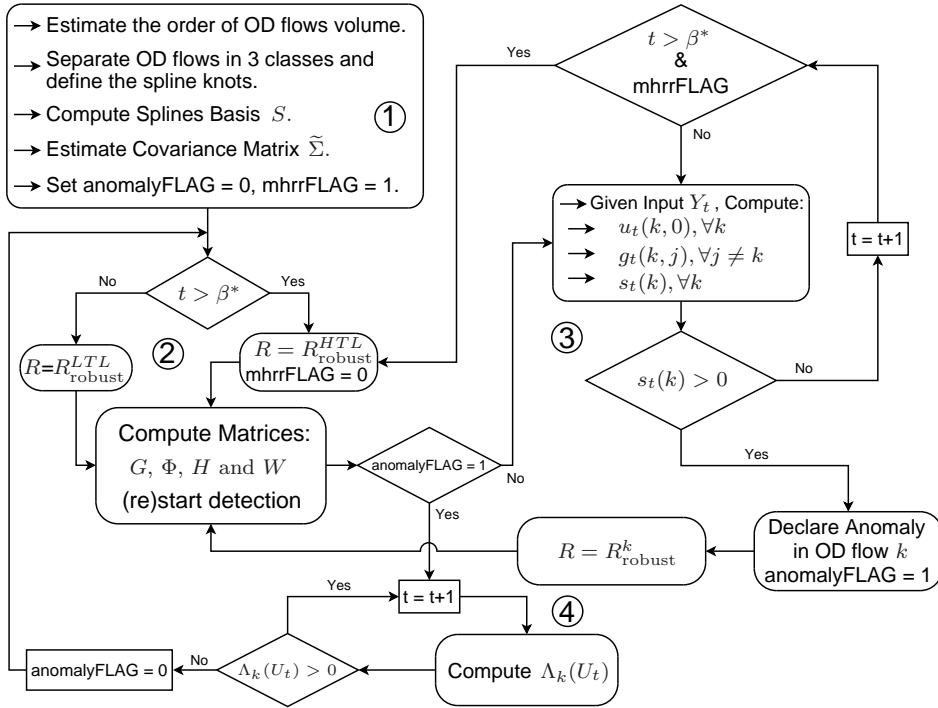 → Estimate the order of OD flows volume.
→ Separate OD flows in 3 classes and
define the spline knots.
→ Compute Splines Basis S.
→ Estimate Covariance Matrix Σ̃.
→ Set anomalyFLAG = 0, mhrrFLAG = 1.
①
t > β*
&
mhrrFLAG
Yes
No
→ Given Input Y_t , Compute:
→ u_t(k, 0), ∀k
→ g_t(k, j), ∀j ≠ k
→ s_t(k), ∀k
t = t+1
③
s_t(k) > 0
No
Yes
t > β*
No
Yes
②
R=R^{LTL}_{robust}
R = R^{HTL}_{robust}
mhrrFLAG = 0
Compute Matrices:
G, Φ, H and W
(re)start detection
anomalyFLAG = 1
No
Yes
R = R^k_{robust}
Declare Anomaly
in OD flow k
anomalyFLAG = 1
Yes
t = t+1
④
anomalyFLAG = 0
No
Λ_k(U_t) > 0
Compute Λ_k(U_t)